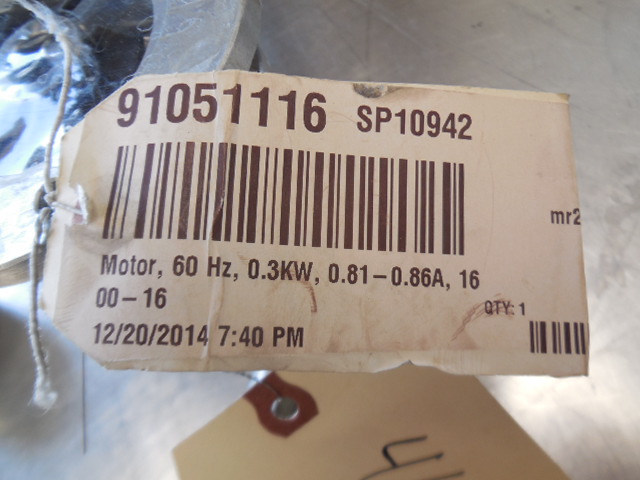 91051116 SP10942
mr2
Motor, 60 Hz, 0.3KW, 0.81-0.86A, 16
00-16
QTY: 1
12/20/2014 7:40 PM